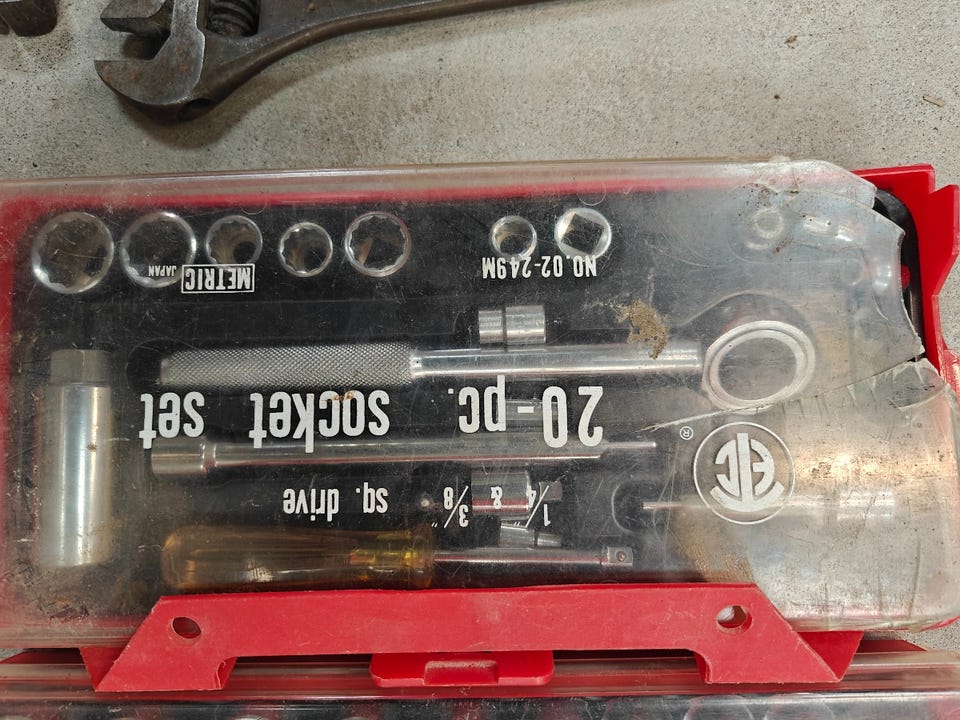 1/4 & 3/8" sq. drive
®
20-pc. socket set
NO. 02-249M
METRIC JAPAN